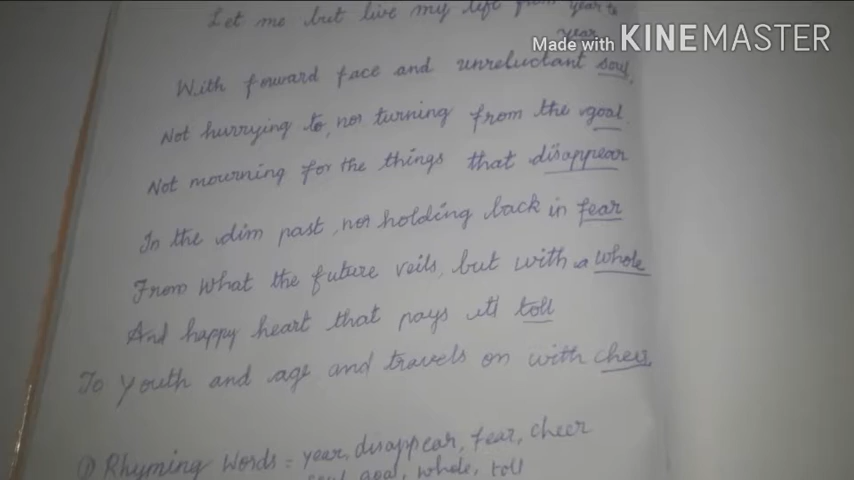 Let me but live my life from year to
year
Made with KINEMASTER
With forward face and unreluctant soul,
Not hurrying to, nor turning from the goal.
Not mourning for the things that disappear
In the dim past, nor holding back in fear
From what the future veils, but with a whole
And happy heart that pays its toll
To youth and age and travels on with cheer.
① Rhyming Words = year, disappear, fear, cheer
soul, goal, whole, toll